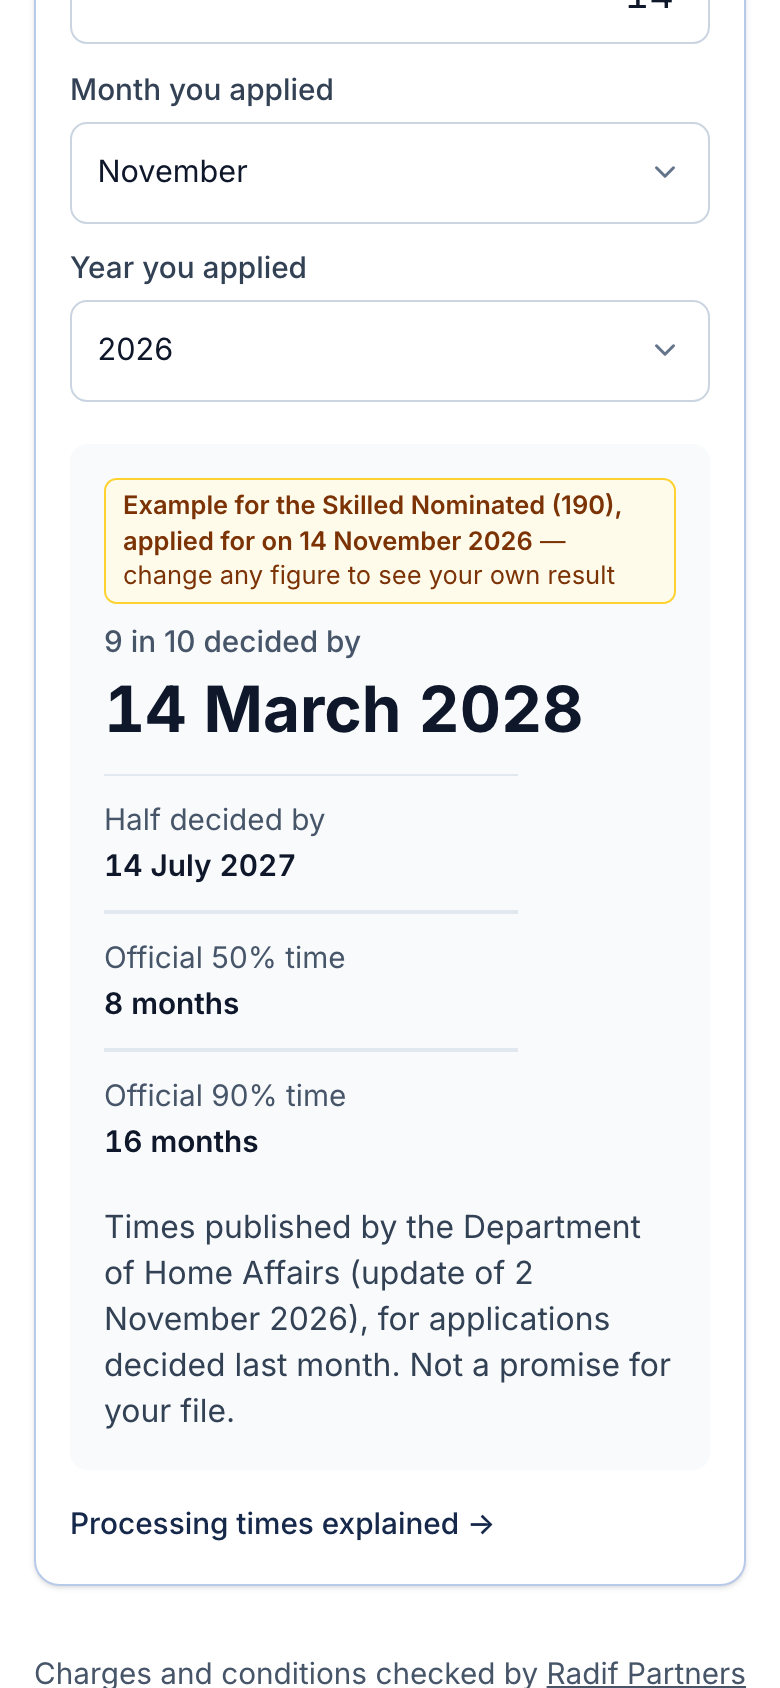 14
Month you applied
November
Year you applied
2026
Example for the Skilled Nominated (190),
applied for on 14 November 2026 —
change any figure to see your own result
9 in 10 decided by
14 March 2028
Half decided by
14 July 2027
Official 50% time
8 months
Official 90% time
16 months
Times published by the Department
of Home Affairs (update of 2
November 2026), for applications
decided last month. Not a promise for
your file.
Processing times explained →
Charges and conditions checked by Radif Partners